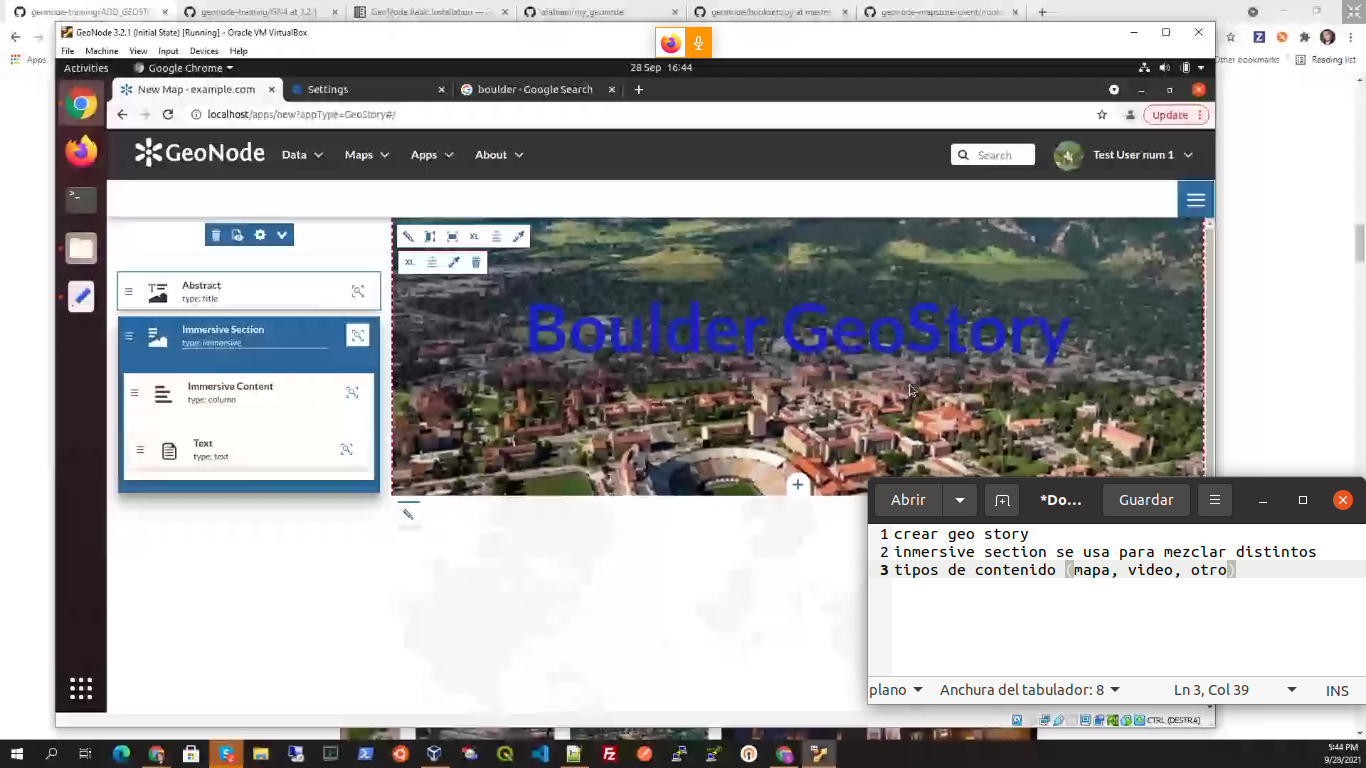 geonode-training/ADD_GEOSTO
geonode-training/GN4 at 3.2.1
GeoNode Basic Installation —
afabiani/my_geonode
geonode/hookset.py at master
geonode-mapstore-client/hook
Apps
Other bookmarks
Reading list
GeoNode 3.2.1 (Initial State) [Running] - Oracle VM VirtualBox
File Machine View Input Devices Help
Activities
Google Chrome
28 Sep 16:44
New Map - example.com
Settings
boulder - Google Search
localhost/apps/new?appType=GeoStory#/
Update
GeoNode
Data
Maps
Apps
About
Search
Test User num 1
XL
XL
Abstract
type: title
Immersive Section
type: immersive
Immersive Content
type: column
Text
type: text
Boulder GeoStory
Abrir
*Do...
Guardar
1 crear geo story
2 inmersive section se usa para mezclar distintos
3 tipos de contenido (mapa, video, otro)
plano
Anchura del tabulador: 8
Ln 3, Col 39
INS
CTRL (DESTRA)
5:44 PM
9/28/2021